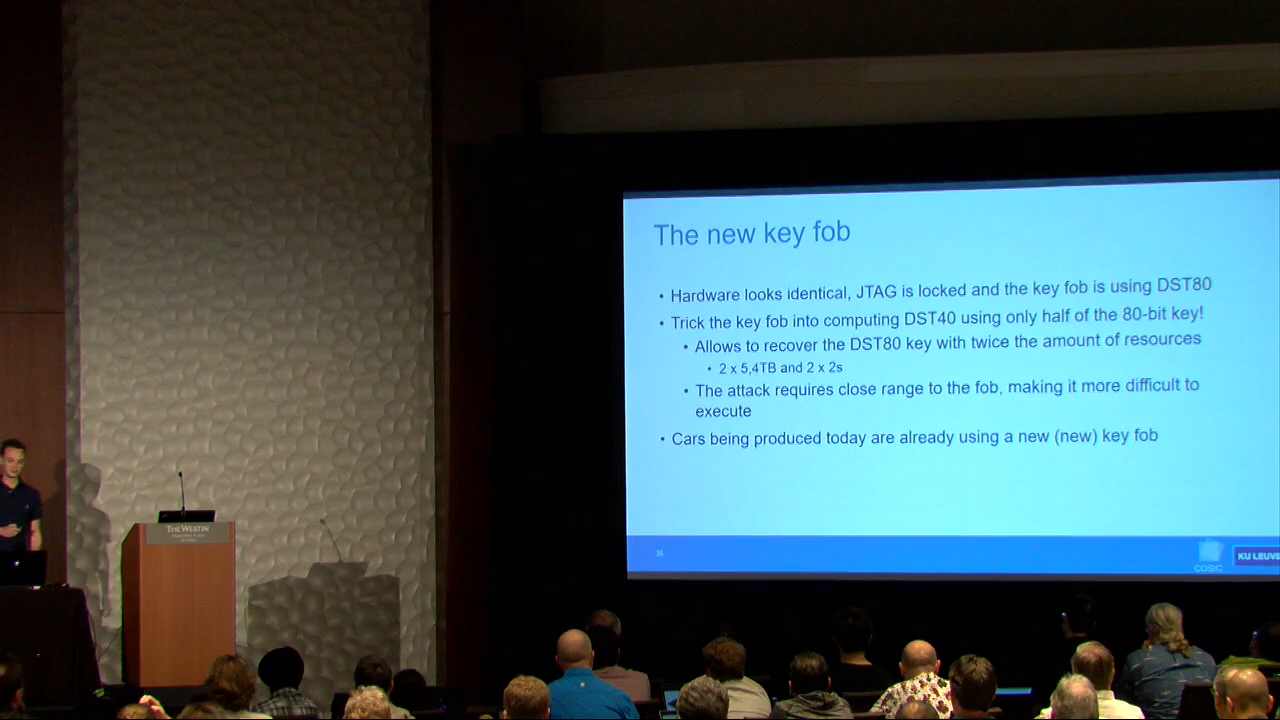 The new key fob
• Hardware looks identical, JTAG is locked and the key fob is using DST80
• Trick the key fob into computing DST40 using only half of the 80-bit key!
• Allows to recover the DST80 key with twice the amount of resources
• 2 x 5,4TB and 2 x 2s
• The attack requires close range to the fob, making it more difficult to
execute
• Cars being produced today are already using a new (new) key fob
35
COSIC
KU LEUVE
THE WESTIN